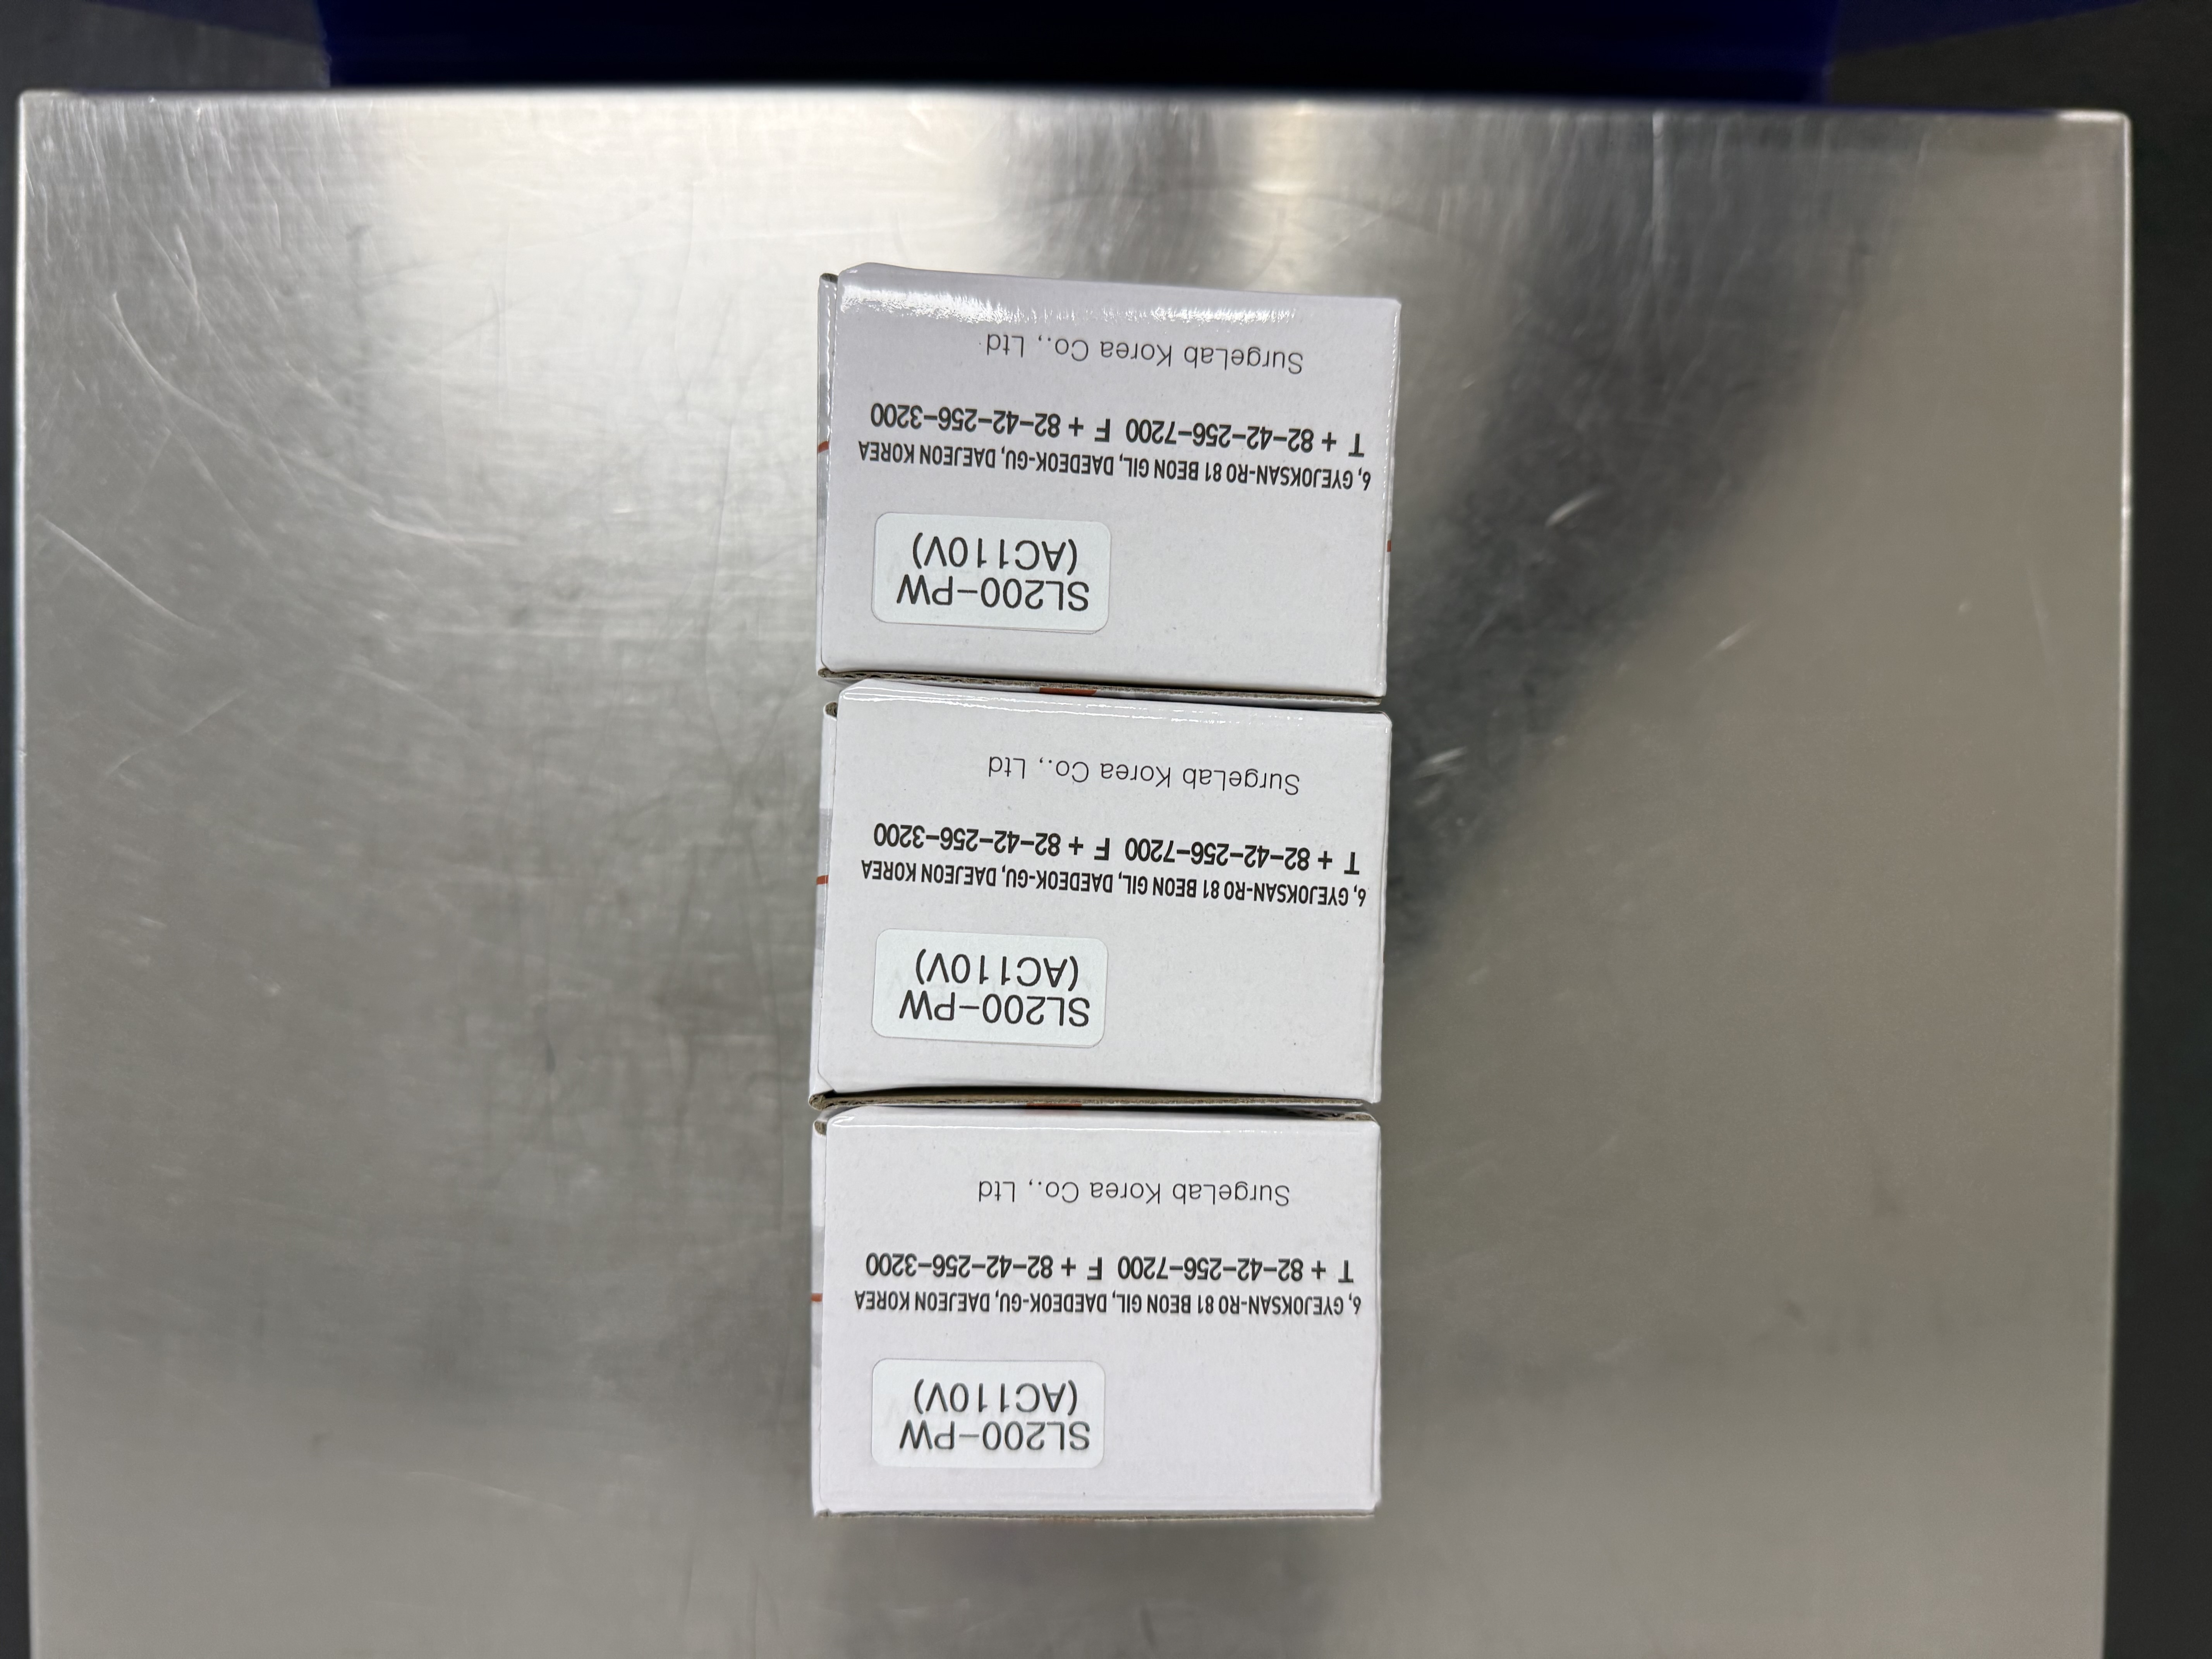 SL200-PW
(AC110V)
6, GYEJOKSAN-RO 81 BEON GIL, DAEDEOK-GU, DAEJEON KOREA
T + 82-42-256-7200 F + 82-42-256-3200
SurgeLab Korea Co., Ltd
SL200-PW
(AC110V)
6, GYEJOKSAN-RO 81 BEON GIL, DAEDEOK-GU, DAEJEON KOREA
T + 82-42-256-7200 F + 82-42-256-3200
SurgeLab Korea Co., Ltd
SL200-PW
(AC110V)
6, GYEJOKSAN-RO 81 BEON GIL, DAEDEOK-GU, DAEJEON KOREA
T + 82-42-256-7200 F + 82-42-256-3200
SurgeLab Korea Co., Ltd